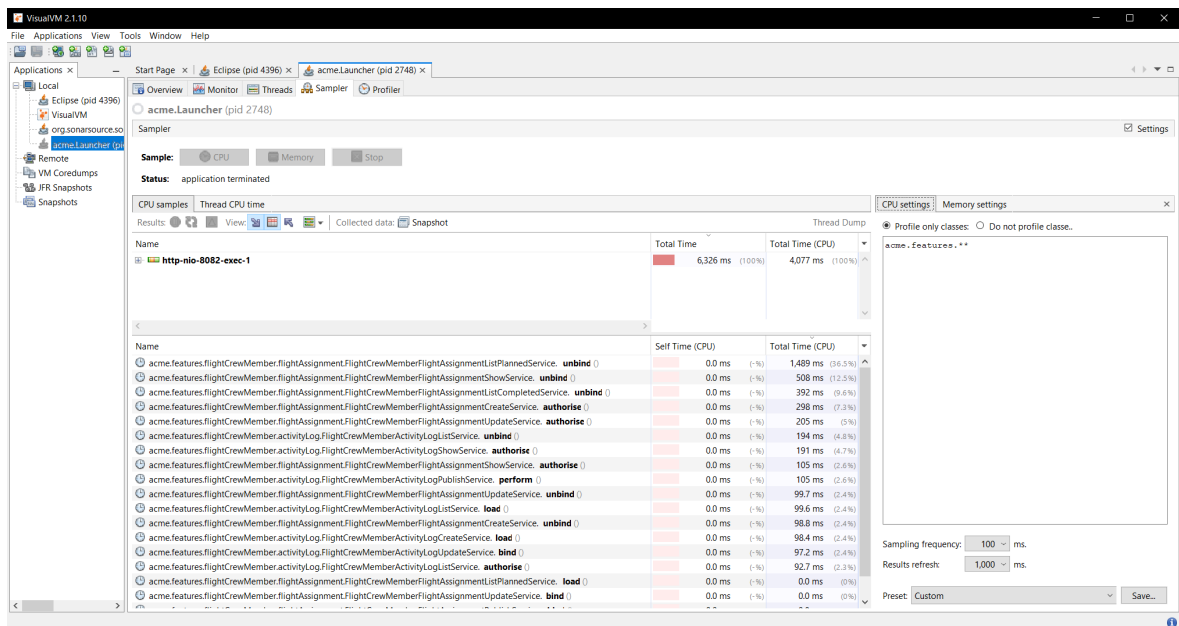 VisualVM 2.1.10
File Applications View Tools Window Help
Applications ×
Start Page × Eclipse (pid 4396) × acme.Launcher (pid 2748) ×
Local
Eclipse (pid 4396)
VisualVM
org.sonarsource.so
acme.Launcher (pi
Remote
VM Coredumps
JFR Snapshots
Snapshots
Overview Monitor Threads Sampler Profiler
acme.Launcher (pid 2748)
Sampler Settings
Sample: CPU Memory Stop
Status: application terminated
CPU samples Thread CPU time
Results: View: Collected data: Snapshot Thread Dump
Name Total Time Total Time (CPU)
http-nio-8082-exec-1 6,326 ms (100%) 4,077 ms (100%)
Name Self Time (CPU) Total Time (CPU)
acme.features.flightCrewMember.flightAssignment.FlightCrewMemberFlightAssignmentListPlannedService. unbind () 0.0 ms (-%) 1,489 ms (36.5%)
acme.features.flightCrewMember.flightAssignment.FlightCrewMemberFlightAssignmentShowService. unbind () 0.0 ms (-%) 508 ms (12.5%)
acme.features.flightCrewMember.flightAssignment.FlightCrewMemberFlightAssignmentListCompletedService. unbind () 0.0 ms (-%) 392 ms (9.6%)
acme.features.flightCrewMember.flightAssignment.FlightCrewMemberFlightAssignmentCreateService. authorise () 0.0 ms (-%) 298 ms (7.3%)
acme.features.flightCrewMember.flightAssignment.FlightCrewMemberFlightAssignmentUpdateService. authorise () 0.0 ms (-%) 205 ms (5%)
acme.features.flightCrewMember.activityLog.FlightCrewMemberActivityLogListService. unbind () 0.0 ms (-%) 194 ms (4.8%)
acme.features.flightCrewMember.activityLog.FlightCrewMemberActivityLogShowService. authorise () 0.0 ms (-%) 191 ms (4.7%)
acme.features.flightCrewMember.flightAssignment.FlightCrewMemberFlightAssignmentShowService. authorise () 0.0 ms (-%) 105 ms (2.6%)
acme.features.flightCrewMember.activityLog.FlightCrewMemberActivityLogPublishService. perform () 0.0 ms (-%) 105 ms (2.6%)
acme.features.flightCrewMember.flightAssignment.FlightCrewMemberFlightAssignmentUpdateService. unbind () 0.0 ms (-%) 99.7 ms (2.4%)
acme.features.flightCrewMember.activityLog.FlightCrewMemberActivityLogListService. load () 0.0 ms (-%) 99.6 ms (2.4%)
acme.features.flightCrewMember.flightAssignment.FlightCrewMemberFlightAssignmentCreateService. unbind () 0.0 ms (-%) 98.8 ms (2.4%)
acme.features.flightCrewMember.activityLog.FlightCrewMemberActivityLogCreateService. load () 0.0 ms (-%) 98.4 ms (2.4%)
acme.features.flightCrewMember.activityLog.FlightCrewMemberActivityLogUpdateService. bind () 0.0 ms (-%) 97.2 ms (2.4%)
acme.features.flightCrewMember.activityLog.FlightCrewMemberActivityLogListService. authorise () 0.0 ms (-%) 92.7 ms (2.3%)
acme.features.flightCrewMember.flightAssignment.FlightCrewMemberFlightAssignmentListPlannedService. load () 0.0 ms (-%) 0.0 ms (0%)
acme.features.flightCrewMember.flightAssignment.FlightCrewMemberFlightAssignmentUpdateService. bind () 0.0 ms (-%) 0.0 ms (0%)
CPU settings Memory settings ×
Profile only classes: Do not profile classe..
acme.features.**
Sampling frequency: 100 ms.
Results refresh: 1,000 ms.
Preset: Custom Save...